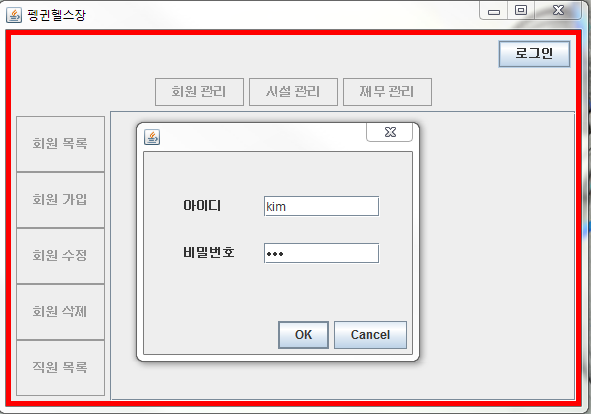 펭귄헬스장
로그인
회원 관리 시설 관리 재무 관리
회원 목록
회원 가입
회원 수정
회원 삭제
직원 목록
아이디 kim
비밀번호 •••
OK Cancel